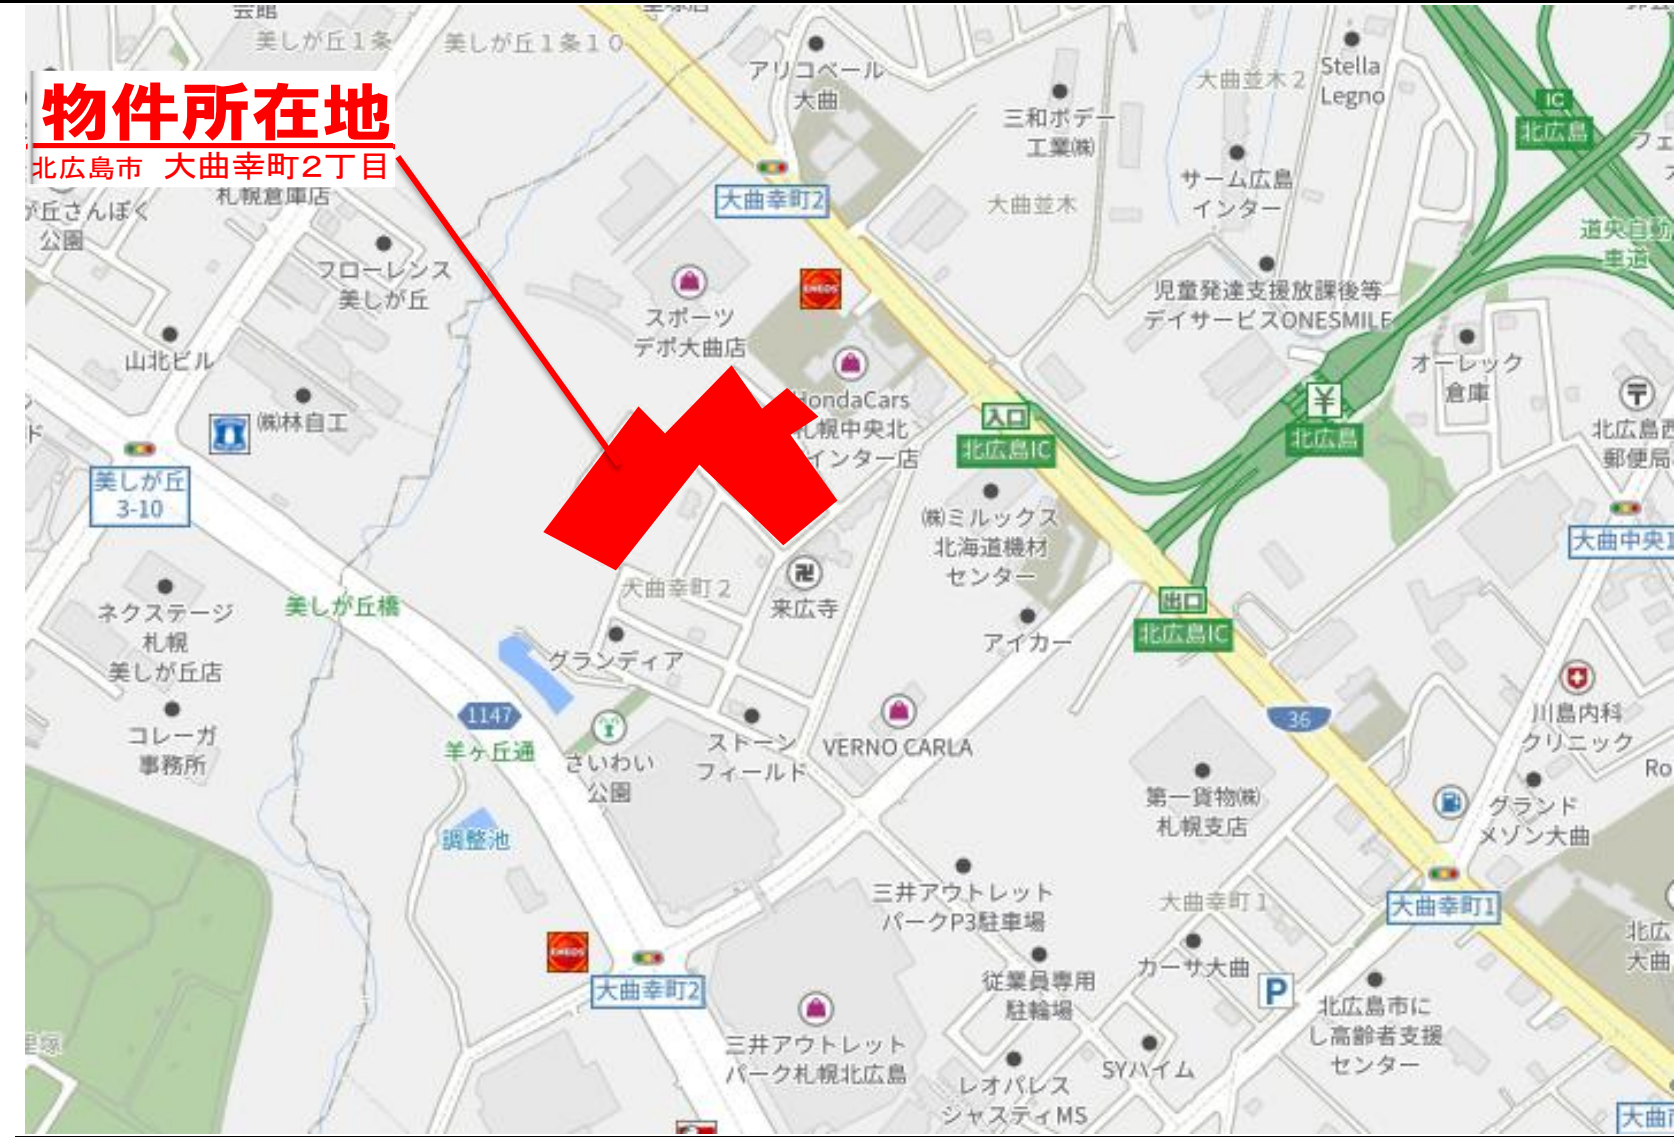 会館
美しが丘1条
美しが丘1条10
物件所在地
北広島市 大曲幸町2丁目
札幌倉庫店
が丘さんぽく
公園
フローレンス
美しが丘
山北ビル
㈱林自工
美しが丘
3-10
アリコベール
大曲
大曲幸町2
ENEOS
スポーツ
デポ大曲店
HondaCars
札幌中央北
インター店
三和ボデー
工業㈱
大曲並木
大曲並木2
Stella
Legno
サーム広島
インター
児童発達支援放課後等
デイサービスONESMILE
IC
北広島
道央自動
車道
オーレック
倉庫
北広島西
郵便局
入口
北広島IC
¥
北広島
㈱ミルックス
北海道機材
センター
大曲幸町2
卍
来広寺
アイカー
出口
北広島IC
大曲中央1
ネクステージ
札幌
美しが丘店
美しが丘橋
コレーガ
事務所
1147
羊ヶ丘通
グランディア
さいわい
公園
ストーン
フィールド
VERNO CARLA
36
川島内科
クリニック
Ro
グランド
メゾン大曲
第一貨物㈱
札幌支店
調整池
三井アウトレット
パークP3駐車場
大曲幸町1
大曲幸町1
北広
大曲
ENEOS
大曲幸町2
従業員専用
駐輪場
カーサ大曲
P
北広島市に
し高齢者支援
センター
三井アウトレット
パーク札幌北広島
レオパレス
シャスティMS
SYハイム
里塚